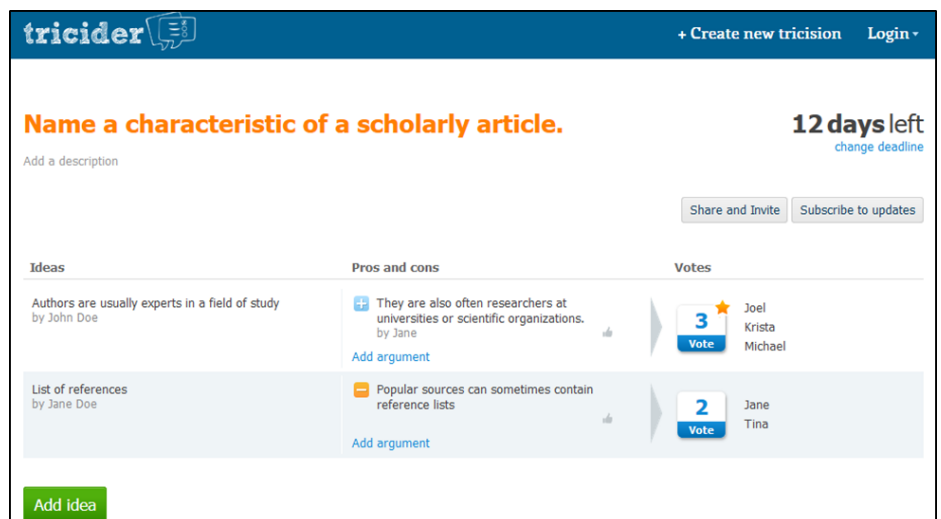 tricider
+ Create new tricision Login
Name a characteristic of a scholarly article.
12 days left
change deadline
Add a description
Share and Invite Subscribe to updates
Ideas Pros and cons Votes
Authors are usually experts in a field of study
by John Doe
They are also often researchers at
universities or scientific organizations.
by Jane
Add argument
3
Vote
Joel
Krista
Michael
List of references
by Jane Doe
Popular sources can sometimes contain
reference lists
Add argument
2
Vote
Jane
Tina
Add idea